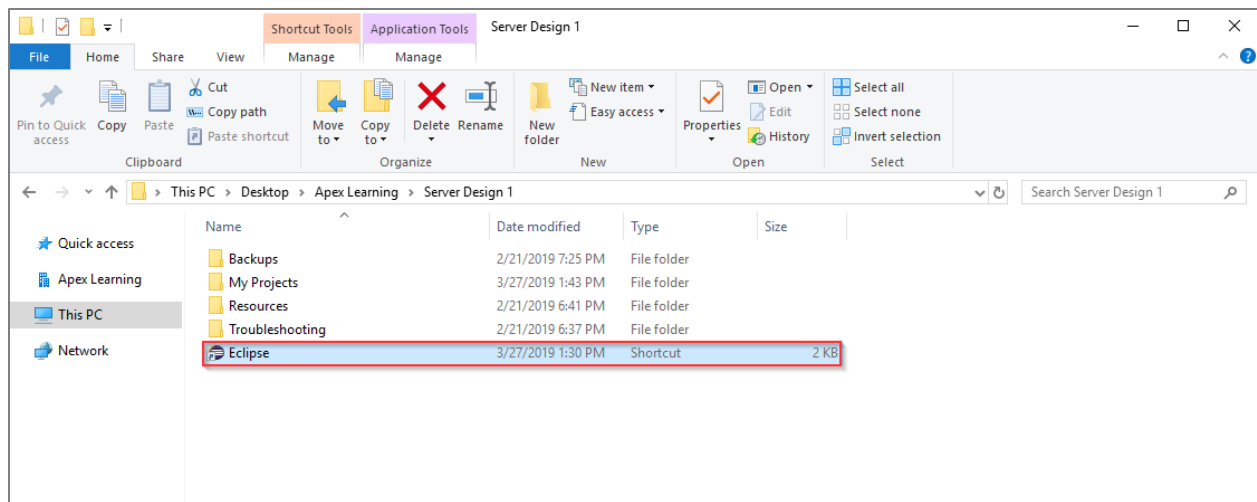 Shortcut Tools Application Tools Server Design 1
File Home Share View Manage Manage
Pin to Quick access
Copy
Paste
Cut
Copy path
Paste shortcut
Clipboard
Move to
Copy to
Delete
Rename
Organize
New folder
New item
Easy access
New
Properties
Open
Edit
History
Open
Select all
Select none
Invert selection
Select
This PC > Desktop > Apex Learning > Server Design 1
Search Server Design 1
Quick access
Apex Learning
This PC
Network
Name Date modified Type Size
Backups 2/21/2019 7:25 PM File folder
My Projects 3/27/2019 1:43 PM File folder
Resources 2/21/2019 6:41 PM File folder
Troubleshooting 2/21/2019 6:37 PM File folder
Eclipse 3/27/2019 1:30 PM Shortcut 2 KB